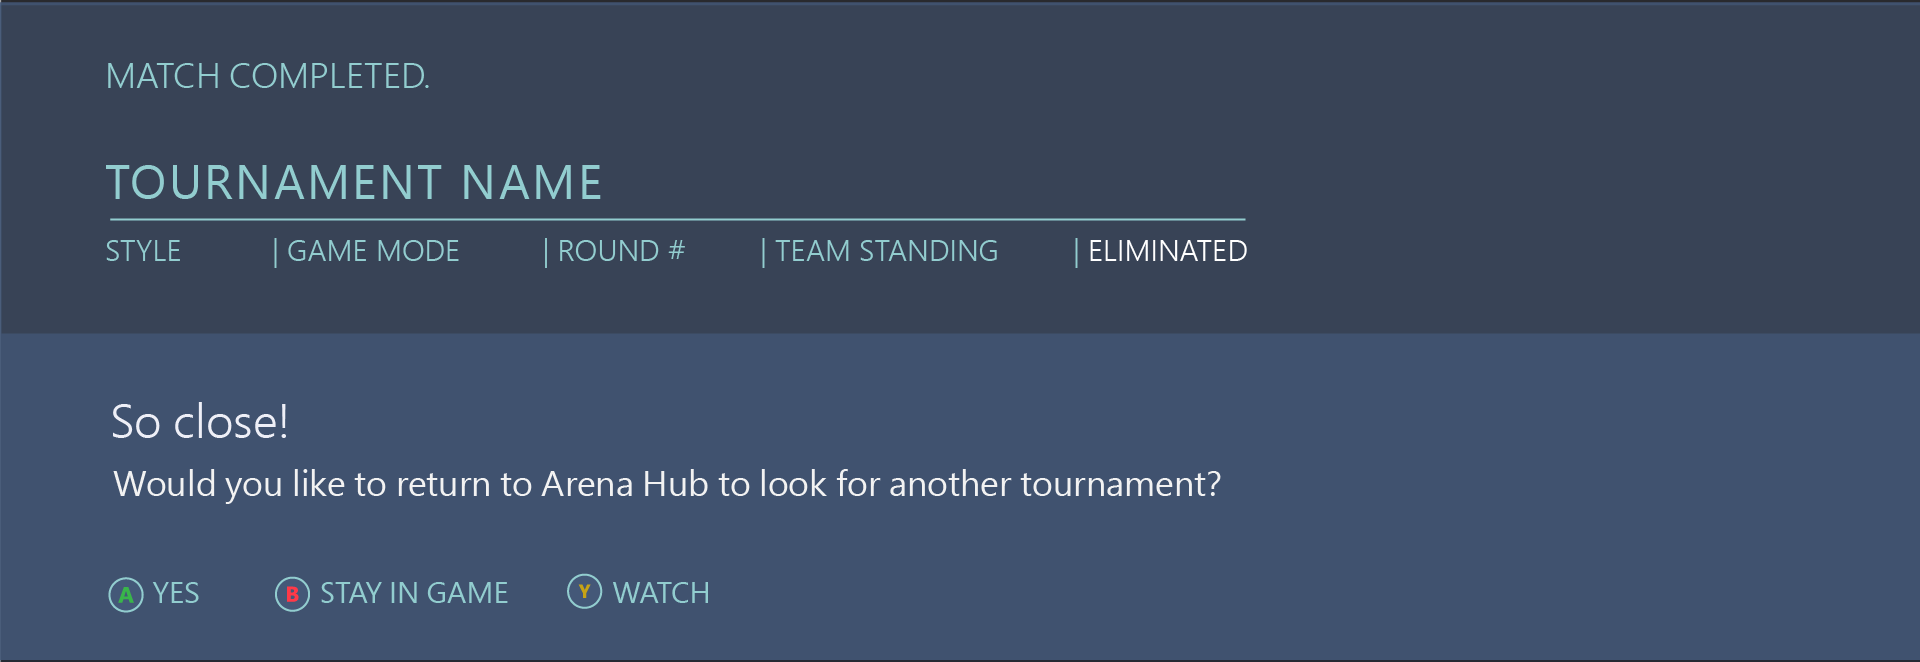 MATCH COMPLETED.
TOURNAMENT NAME
STYLE | GAME MODE | ROUND # | TEAM STANDING | ELIMINATED
So close!
Would you like to return to Arena Hub to look for another tournament?
A YES B STAY IN GAME Y WATCH